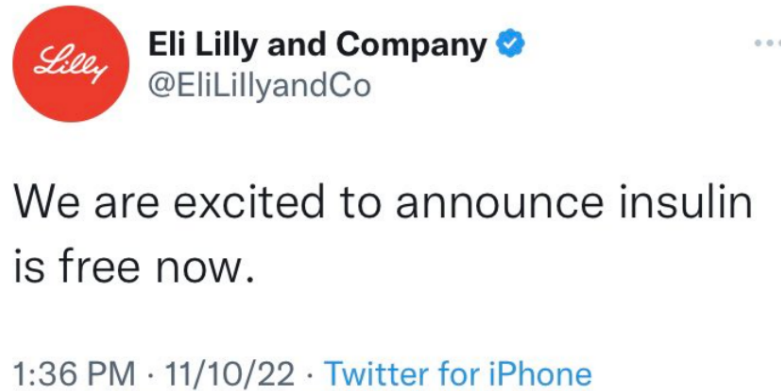 Lilly
Eli Lilly and Company
@EliLillyandCo
We are excited to announce insulin
is free now.
1:36 PM · 11/10/22 · Twitter for iPhone